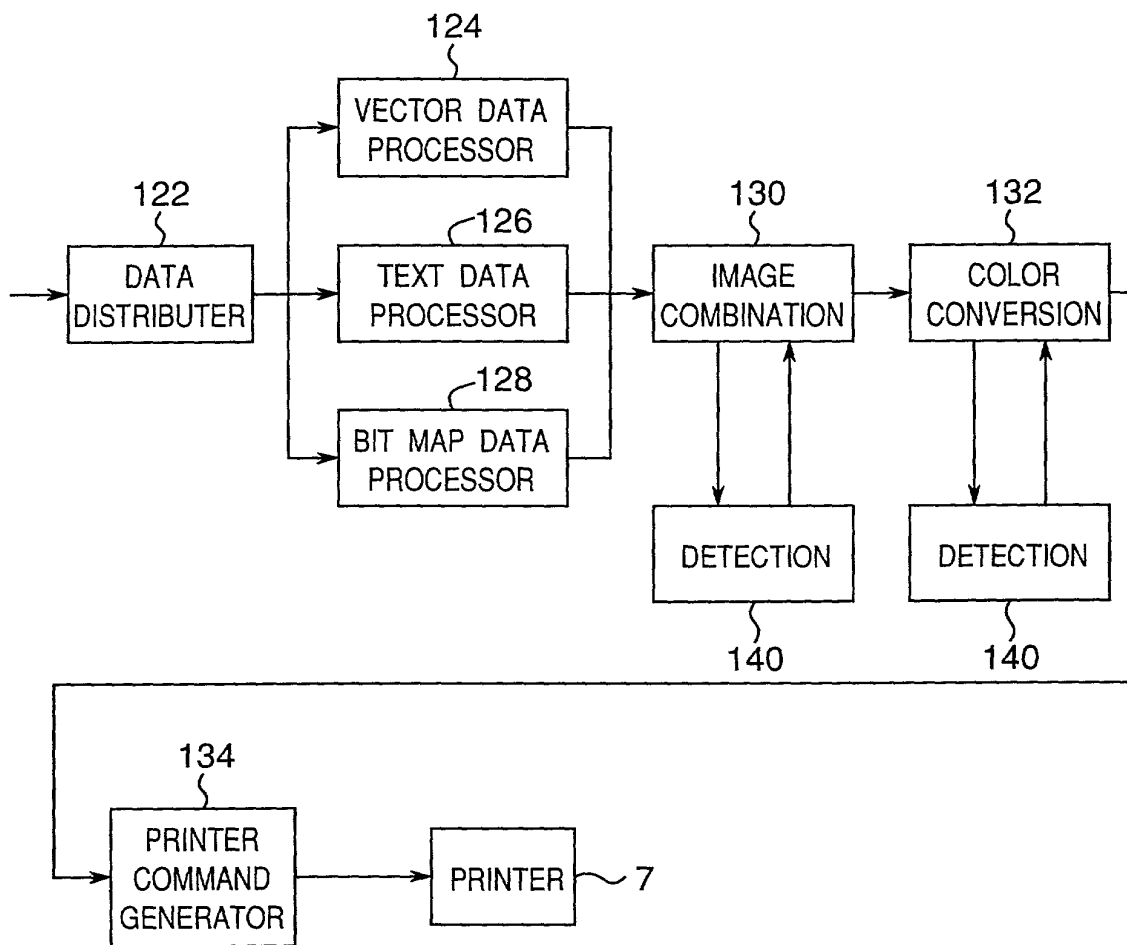 124
VECTOR DATA
PROCESSOR
122
DATA
DISTRIBUTER
126
TEXT DATA
PROCESSOR
128
BIT MAP DATA
PROCESSOR
130
IMAGE
COMBINATION
132
COLOR
CONVERSION
DETECTION
140
DETECTION
140
134
PRINTER
COMMAND
GENERATOR
PRINTER
7